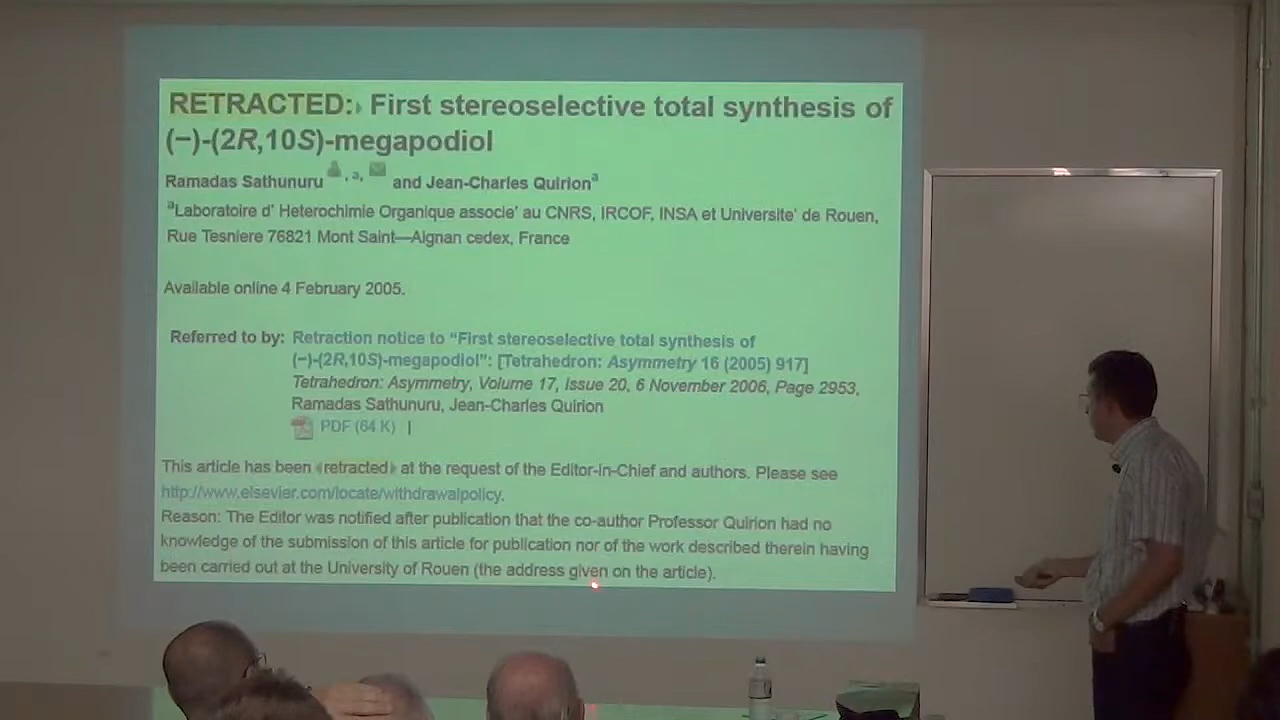 RETRACTED: First stereoselective total synthesis of
(−)-(2R,10S)-megapodiol
Ramadas Sathunuru , a, and Jean-Charles Quirion a
aLaboratoire d' Heterochimie Organique associe' au CNRS, IRCOF, INSA et Universite' de Rouen,
Rue Tesniere 76821 Mont Saint—Aignan cedex, France
Available online 4 February 2005.
Referred to by: Retraction notice to “First stereoselective total synthesis of
(−)-(2R,10S)-megapodiol”: [Tetrahedron: Asymmetry 16 (2005) 917]
Tetrahedron: Asymmetry, Volume 17, Issue 20, 6 November 2006, Page 2953,
Ramadas Sathunuru, Jean-Charles Quirion
PDF (64 K) |
This article has been retracted at the request of the Editor-in-Chief and authors. Please see
http://www.elsevier.com/locate/withdrawalpolicy.
Reason: The Editor was notified after publication that the co-author Professor Quirion had no
knowledge of the submission of this article for publication nor of the work described therein having
been carried out at the University of Rouen (the address given on the article).